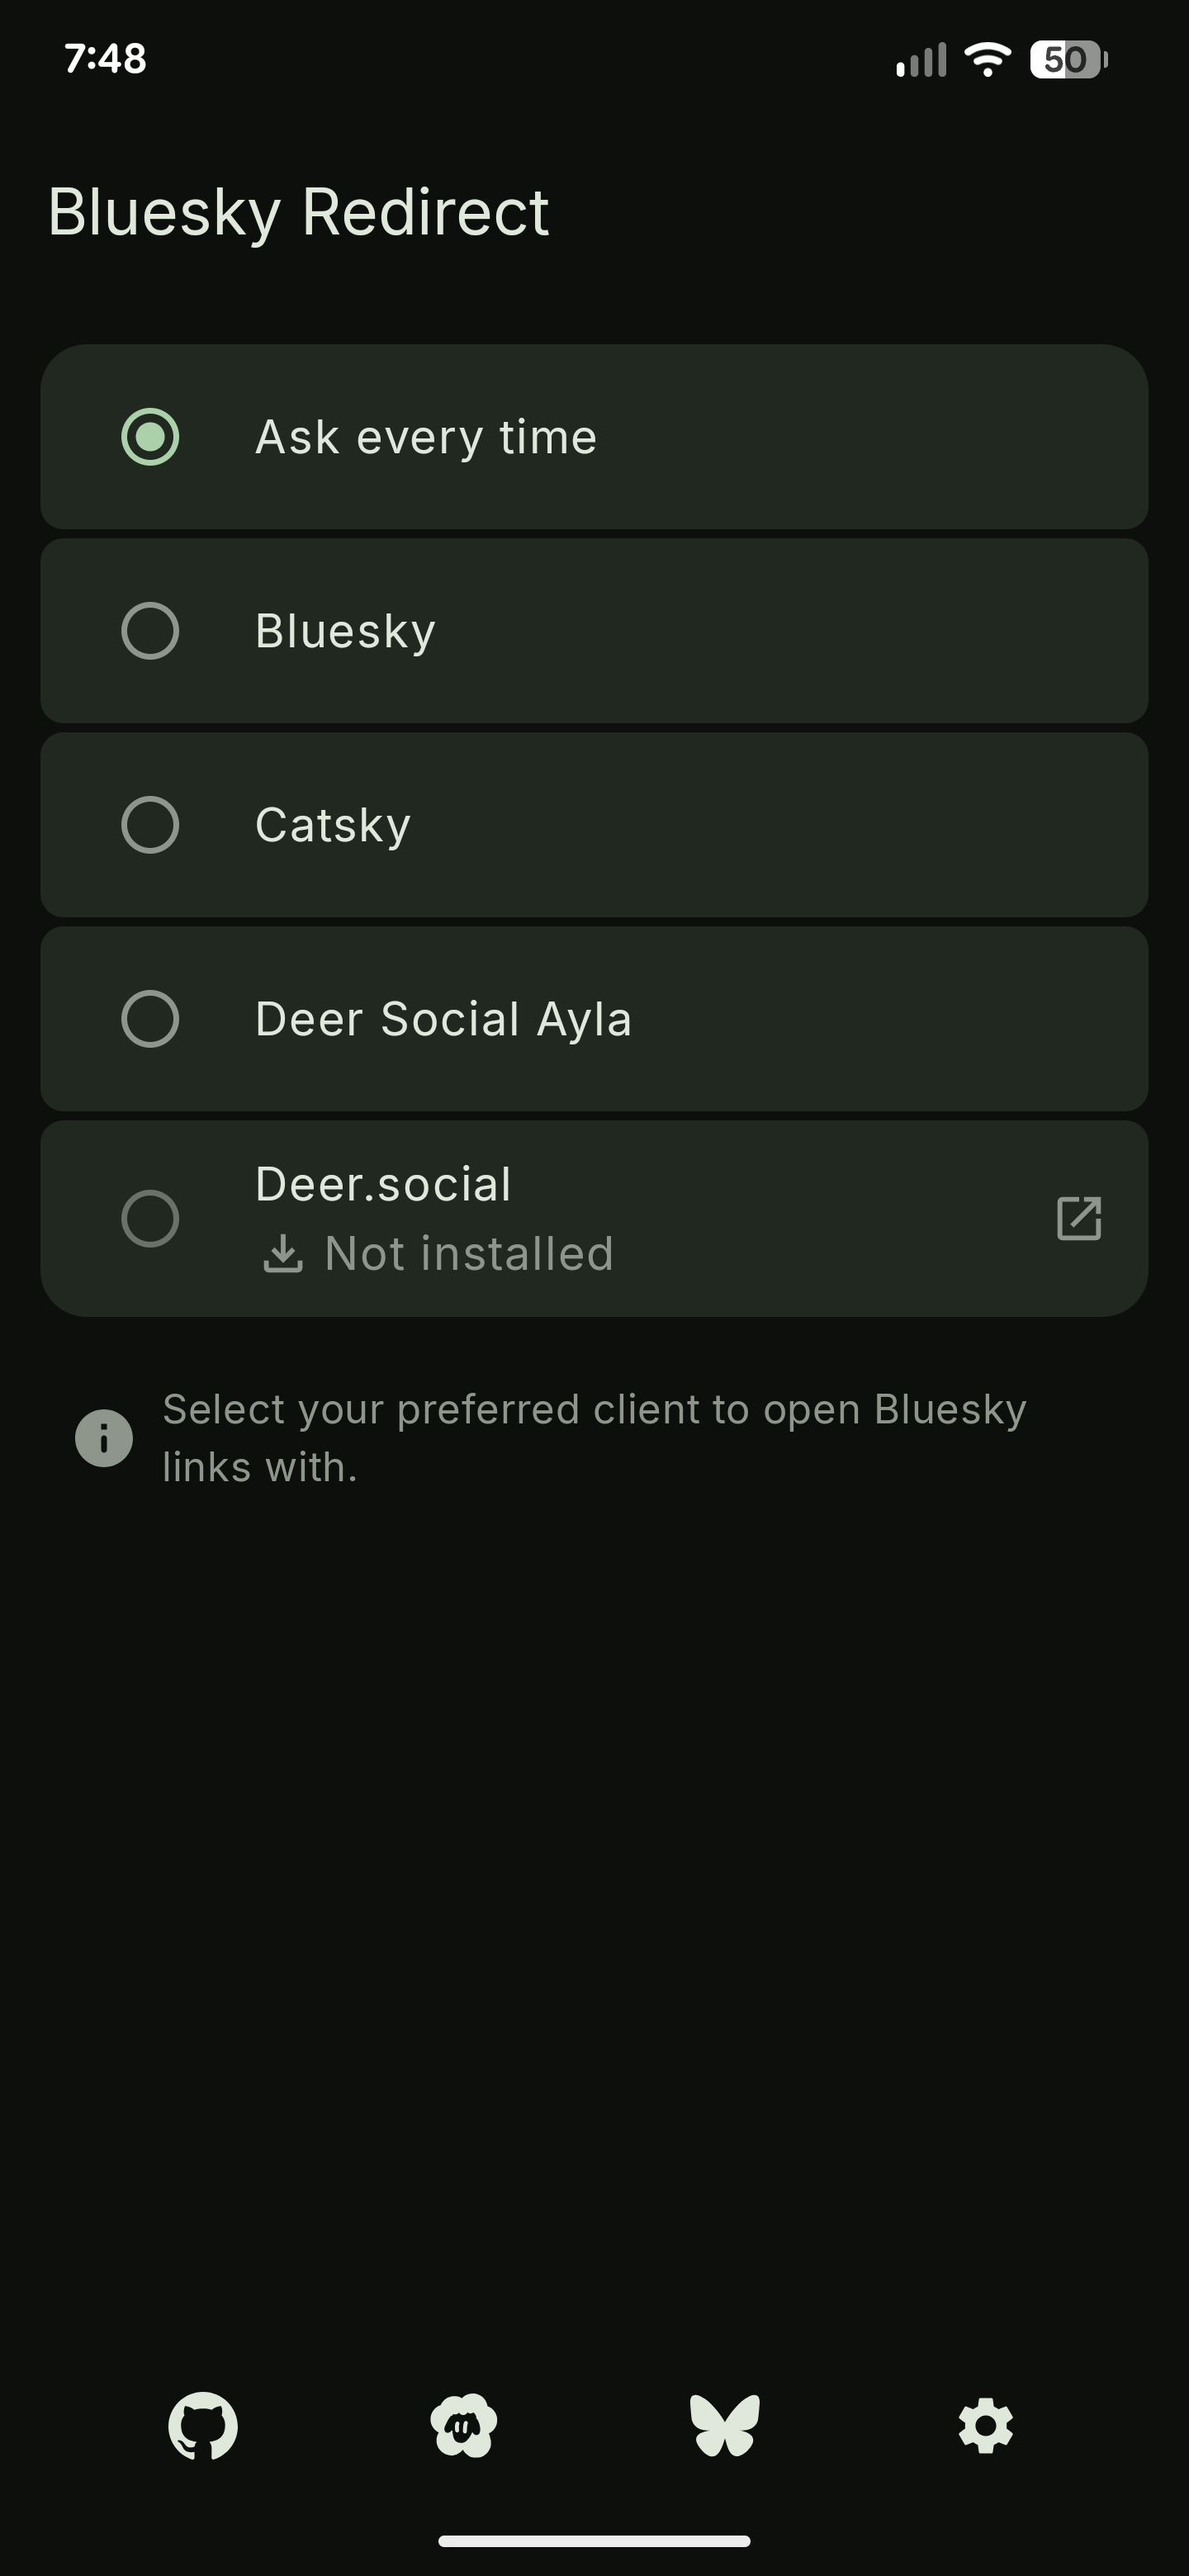 7:48
50
Bluesky Redirect
Ask every time
Bluesky
Catsky
Deer Social Ayla
Deer.social
Not installed
Select your preferred client to open Bluesky
links with.